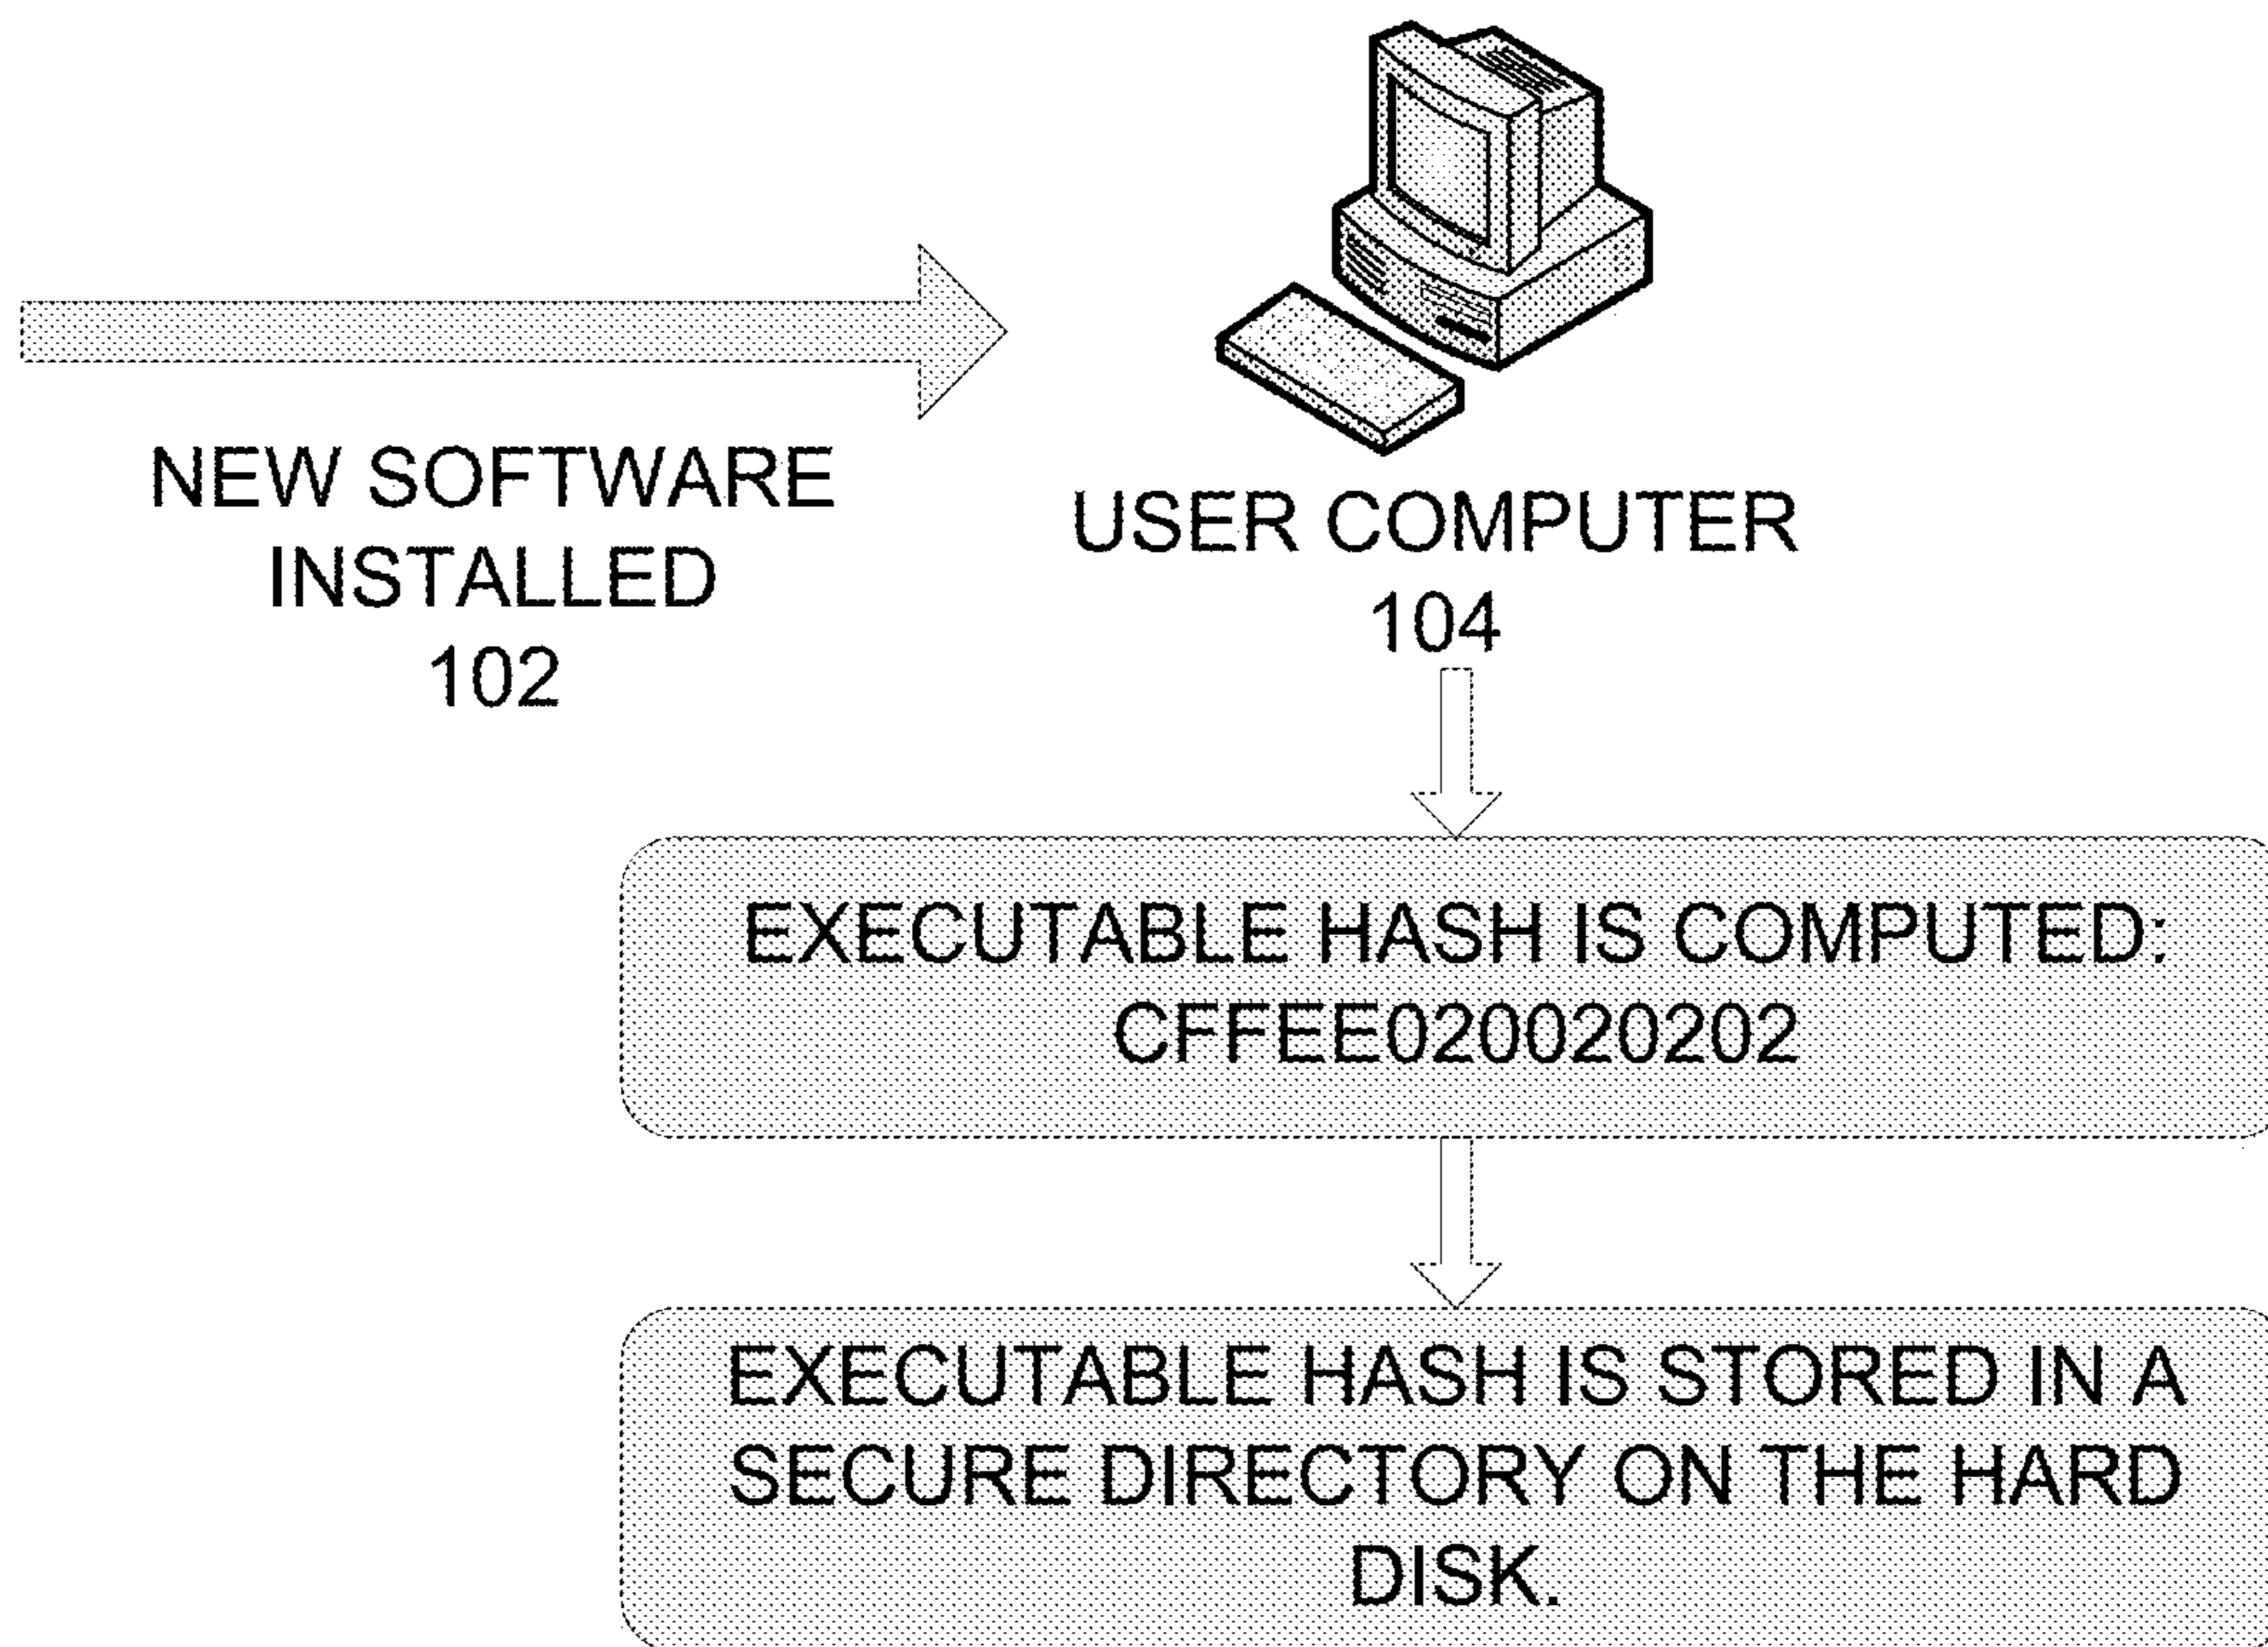 NEW SOFTWARE
INSTALLED
102
USER COMPUTER
104
EXECUTABLE HASH IS COMPUTED:
CFFEE020020202
EXECUTABLE HASH IS STORED IN A
SECURE DIRECTORY ON THE HARD
DISK.